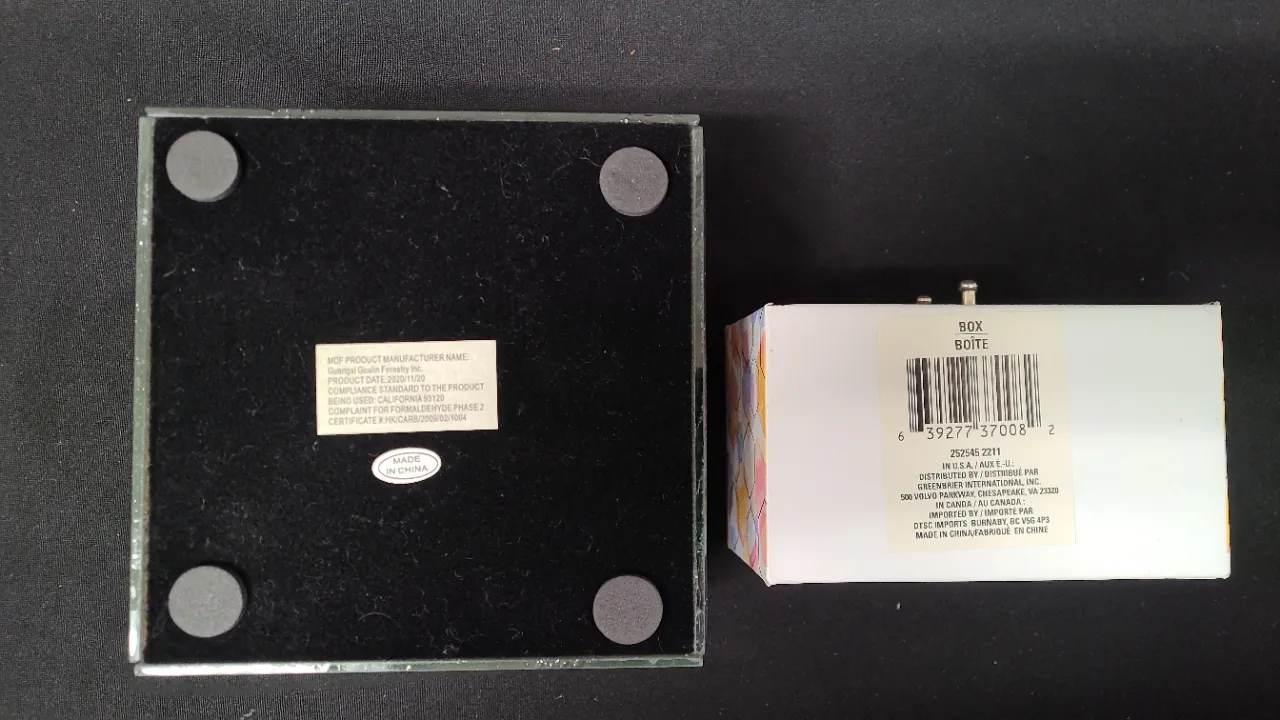 MDF PRODUCT MANUFACTURER NAME:
Guangxi Guolin Forestry Inc.
PRODUCT DATE:2020/11/20
COMPLIANCE STANDARD TO THE PRODUCT
BEING USED: CALIFORNIA 93120
COMPLAINT FOR FORMALDEHYDE PHASE 2
CERTIFICATE #:HK/CARB/2009/02/1004
MADE
IN CHINA
BOX
BOÎTE
6 39277 37008 2
252545 2211
IN U.S.A. / AUX É.-U.:
DISTRIBUTED BY / DISTRIBUÉ PAR
GREENBRIER INTERNATIONAL, INC.
500 VOLVO PARKWAY, CHESAPEAKE, VA 23320
IN CANDA / AU CANADA :
IMPORTED BY / IMPORTÉ PAR
DTSC IMPORTS BURNABY, BC V5G 4P3
MADE IN CHINA/FABRIQUÉ EN CHINE